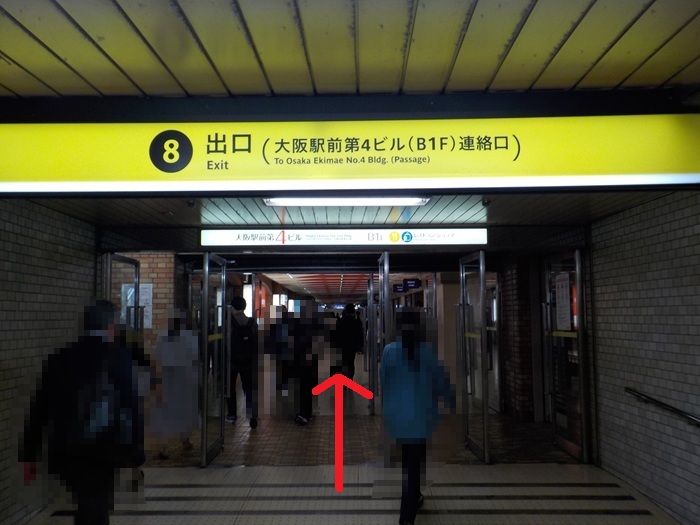 8 出口 (大阪駅前第4ビル(B1F)連絡口)
Exit To Osaka Ekimae No.4 Bldg. (Passage)
大阪駅前第4ビル B1F